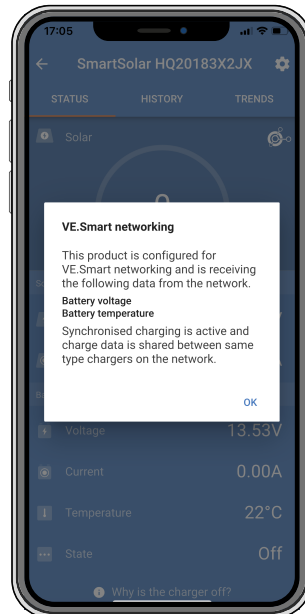 17:05
SmartSolar HQ20183X2JX
STATUS HISTORY TRENDS
Solar
VE.Smart networking
This product is configured for
VE.Smart networking and is receiving
the following data from the network.
Battery voltage
Battery temperature
Synchronised charging is active and
charge data is shared between same
type chargers on the network.
OK
Voltage 13.53V
Current 0.00A
Temperature 22°C
State Off
Why is the charger off?